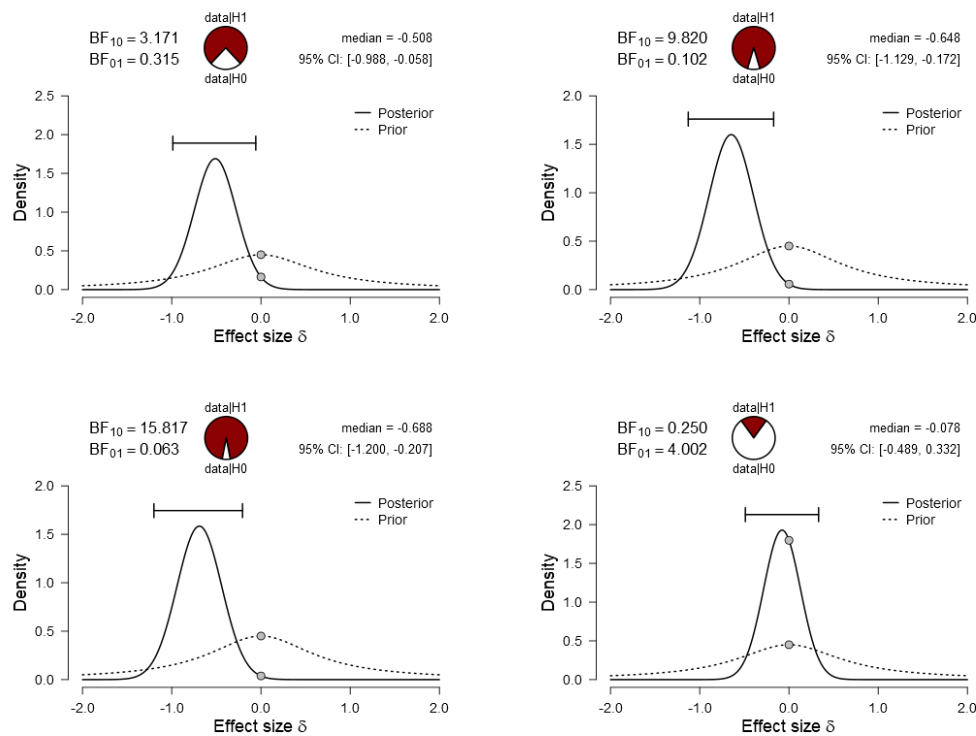 data|H1
BF10 = 3.171
BF01 = 0.315
median = -0.508
95% CI: [-0.988, -0.058]
data|H0
2.5
2.0
1.5
1.0
0.5
0.0
Density
Posterior
Prior
-2.0 -1.0 0.0 1.0 2.0
Effect size δ
data|H1
BF10 = 9.820
BF01 = 0.102
median = -0.648
95% CI: [-1.129, -0.172]
data|H0
2.0
1.5
1.0
0.5
0.0
Density
Posterior
Prior
-2.0 -1.0 0.0 1.0 2.0
Effect size δ
data|H1
BF10 = 15.817
BF01 = 0.063
median = -0.688
95% CI: [-1.200, -0.207]
data|H0
2.0
1.5
1.0
0.5
0.0
Density
Posterior
Prior
-2.0 -1.0 0.0 1.0 2.0
Effect size δ
data|H1
BF10 = 0.250
BF01 = 4.002
median = -0.078
95% CI: [-0.489, 0.332]
data|H0
2.5
2.0
1.5
1.0
0.5
0.0
Density
Posterior
Prior
-2.0 -1.0 0.0 1.0 2.0
Effect size δ